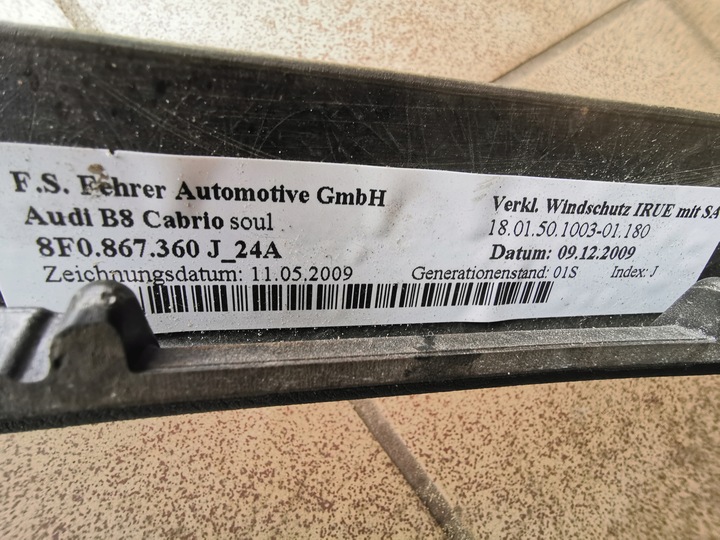 F.S. Fehrer Automotive GmbH
Audi B8 Cabrio soul
8F0.867.360 J_24A
Zeichnungsdatum: 11.05.2009
Verkl. Windschutz IRUE mit SA
18.01.50.1003-01.180
Datum: 09.12.2009
Generationenstand: 01S Index: J